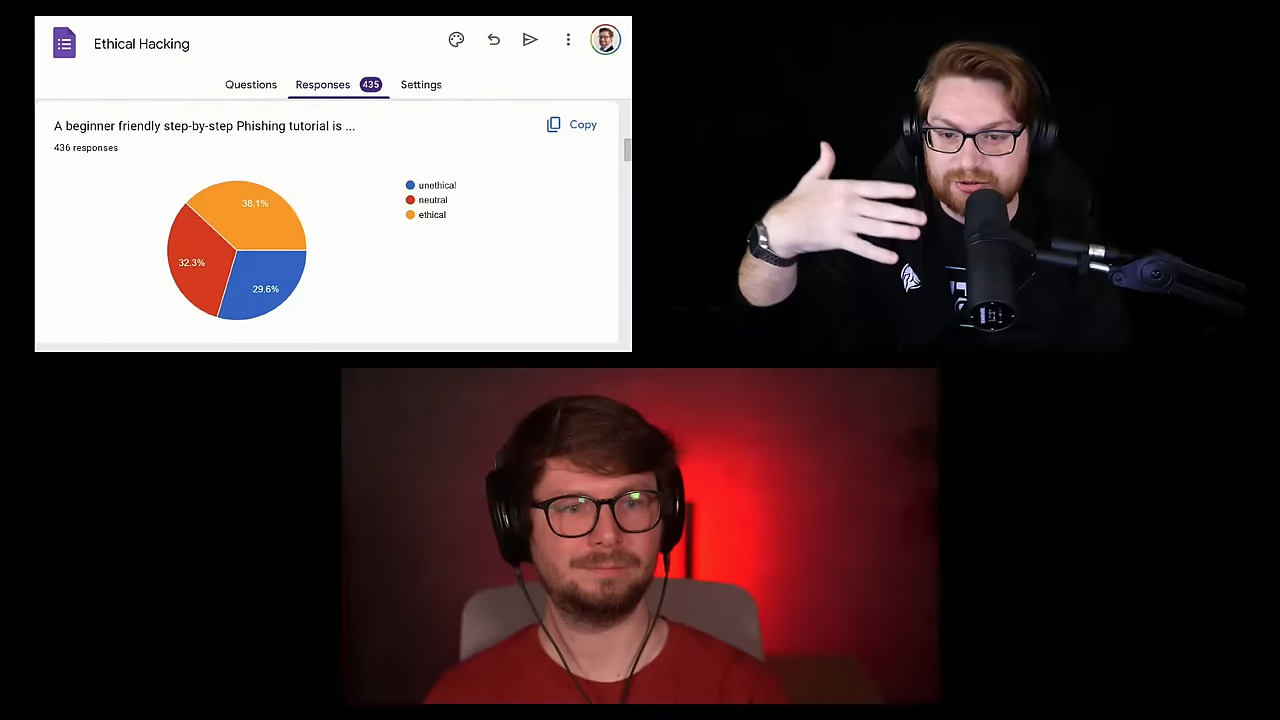 Ethical Hacking
Questions Responses 435 Settings
A beginner friendly step-by-step Phishing tutorial is ...
Copy
436 responses
unethical
neutral
ethical
38.1%
32.3%
29.6%